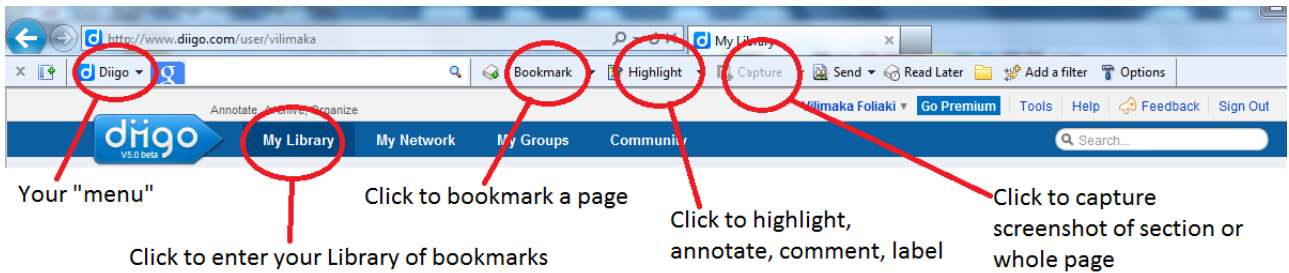 http://www.diigo.com/user/vilimaka My Library
Diigo g Bookmark Highlight Capture Send Read Later Add a filter Options
Annotate, Archive, Organize Vilimaka Foliaki Go Premium Tools Help Feedback Sign Out
diigo My Library My Network My Groups Community Search...
V5.0 beta
Your "menu"
Click to bookmark a page
Click to enter your Library of bookmarks
Click to highlight,
annotate, comment, label
Click to capture
screenshot of section or
whole page